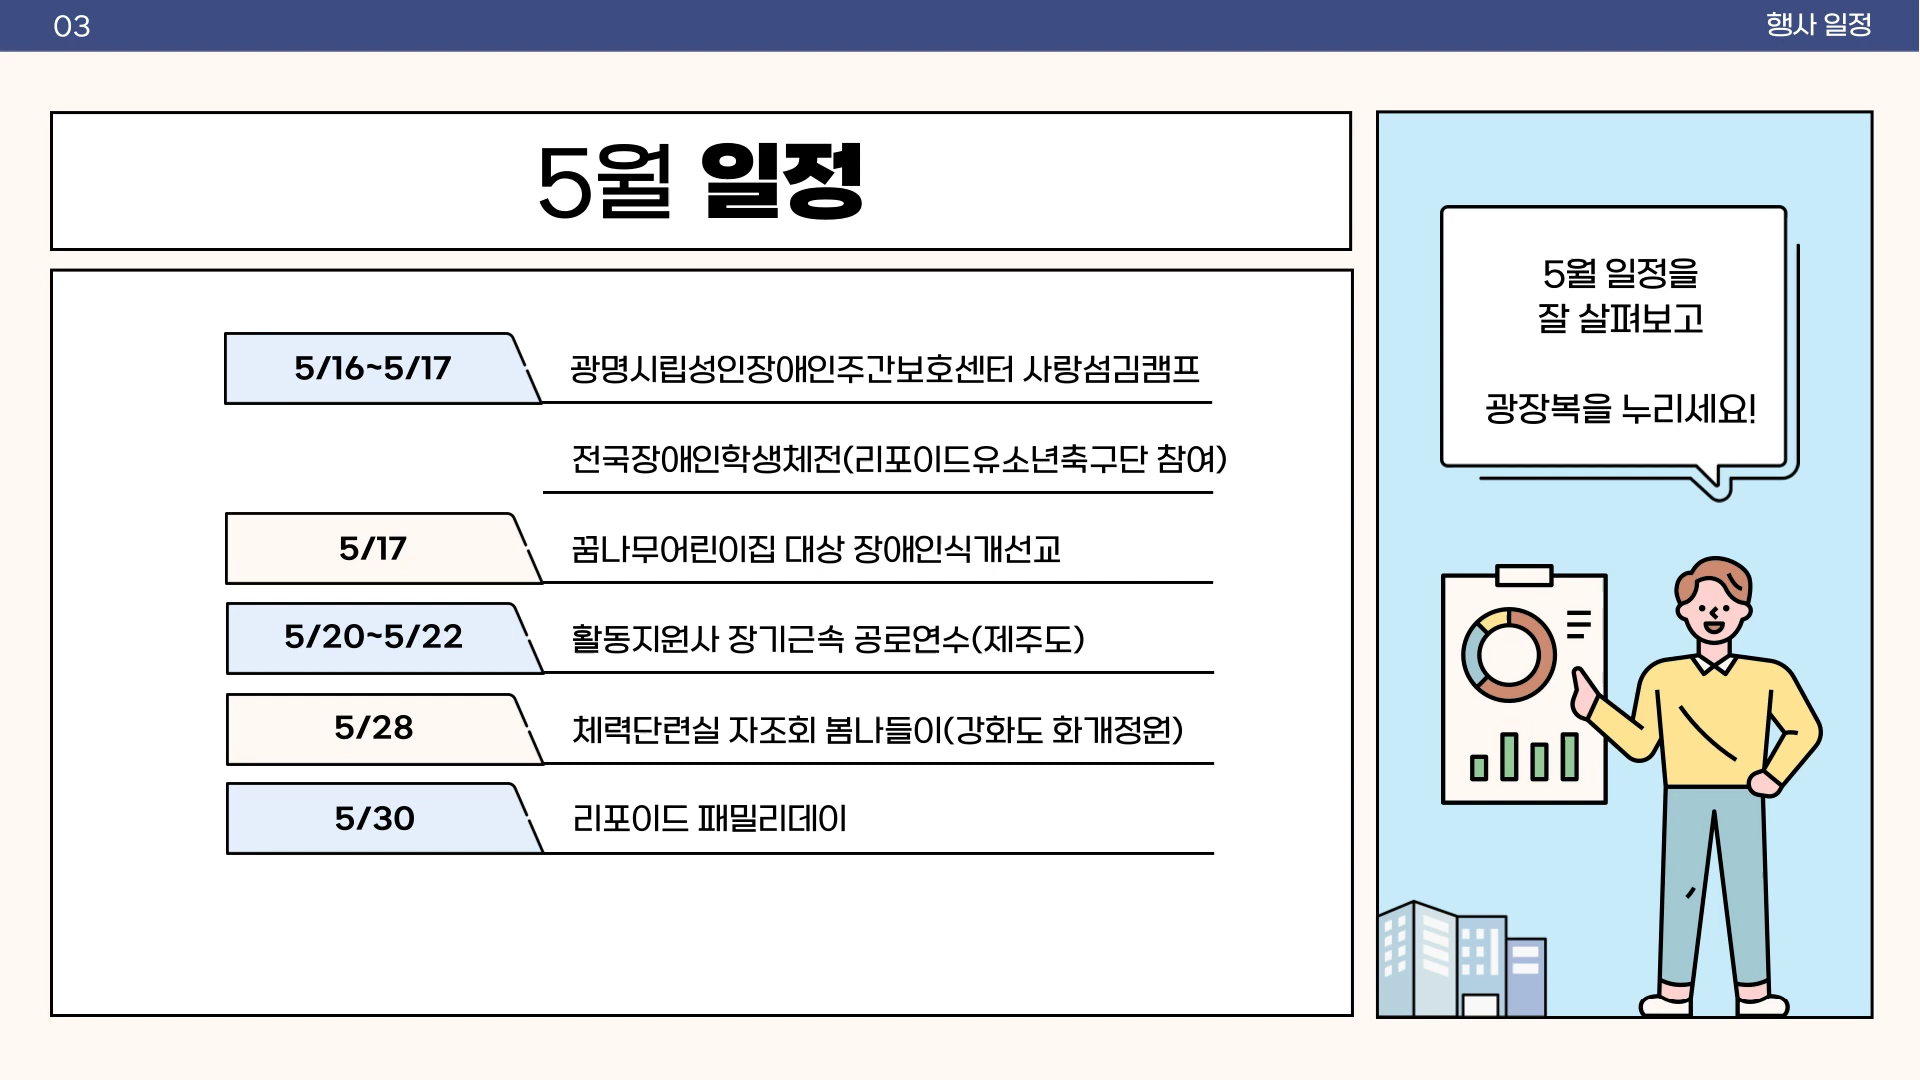 03
행사 일정
5월 일정
5/16~5/17
광명시립성인장애인주간보호센터 사랑섬김캠프
전국장애인학생체전(리포이드유소년축구단 참여)
5/17
꿈나무어린이집 대상 장애인식개선교
5/20~5/22
활동지원사 장기근속 공로연수(제주도)
5/28
체력단련실 자조회 봄나들이(강화도 화개정원)
5/30
리포이드 패밀리데이
5월 일정을
잘 살펴보고
광장복을 누리세요!